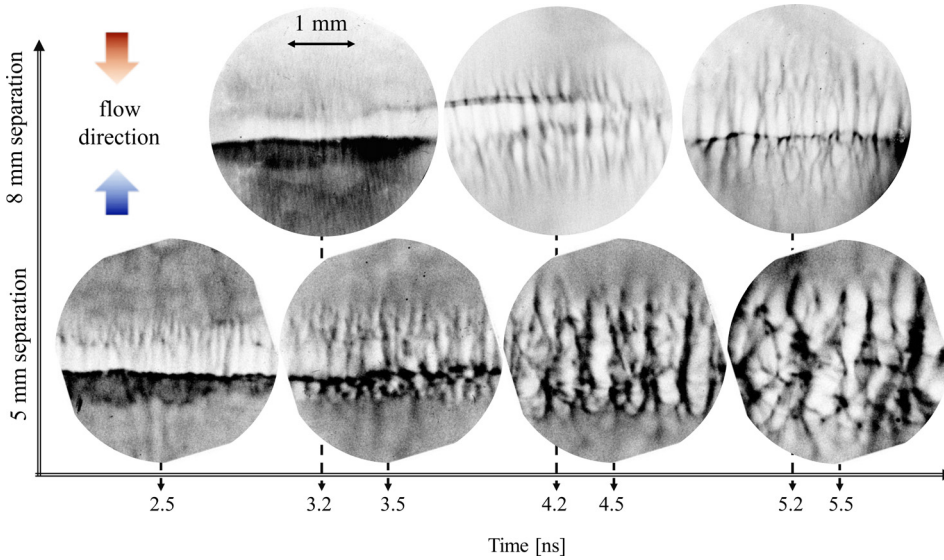 1 mm
flow
direction
8 mm separation
5 mm separation
2.5
3.2
3.5
4.2
4.5
5.2
5.5
Time [ns]